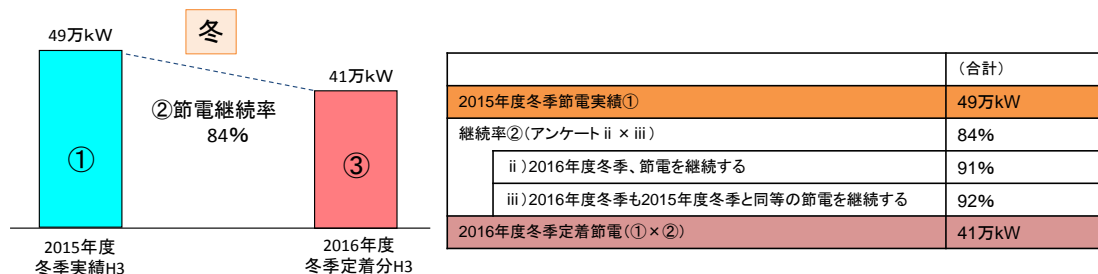 冬
49万kW
41万kW
②節電継続率
84%
①
③
2015年度
冬季実績H3
2016年度
冬季定着分H3
(合計)
2015年度冬季節電実績① 49万kW
継続率②(アンケートⅱ×ⅲ) 84%
ⅱ)2016年度冬季、節電を継続する 91%
ⅲ)2016年度冬季も2015年度冬季と同等の節電を継続する 92%
2016年度冬季定着節電(①×②) 41万kW